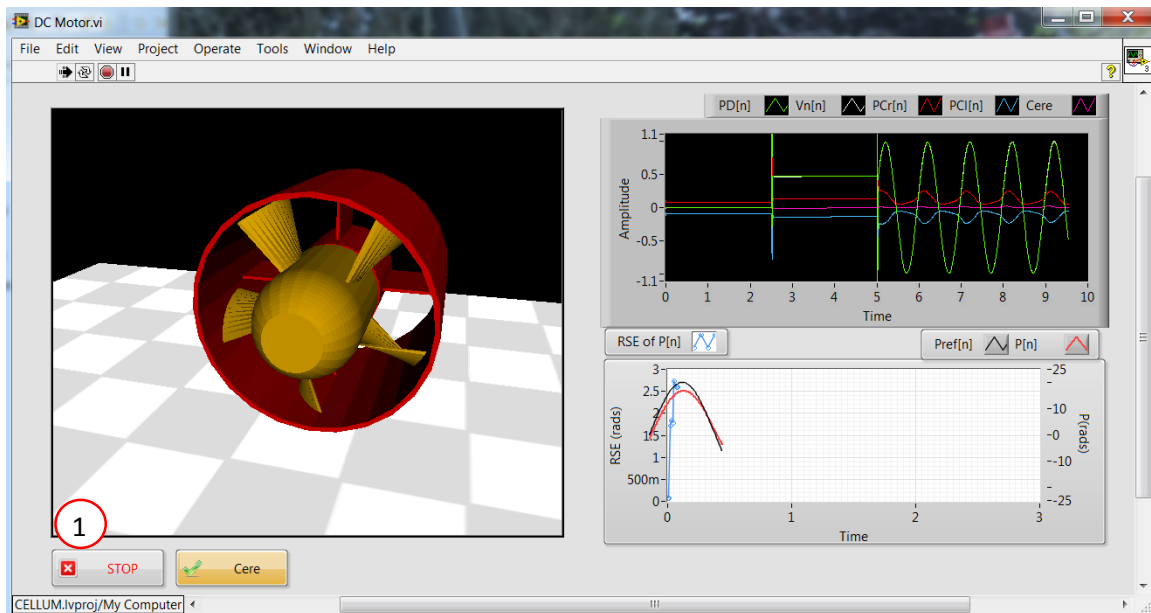 DC Motor.vi
File Edit View Project Operate Tools Window Help
?
3
PD[n] Vn[n] PCr[n] PCl[n] Cere
1.1
0.5
0
-0.5
-1.1
Amplitude
0 1 2 3 4 5 6 7 8 9 10
Time
RSE of P[n]
Pref[n] P[n]
3
2.5
2
1.5
1
500m
0
RSE (rads)
-25
-10
-0
--10
--25
P(rads)
0 1 2 3
Time
1
STOP
Cere
CELLUM.lvproj/My Computer